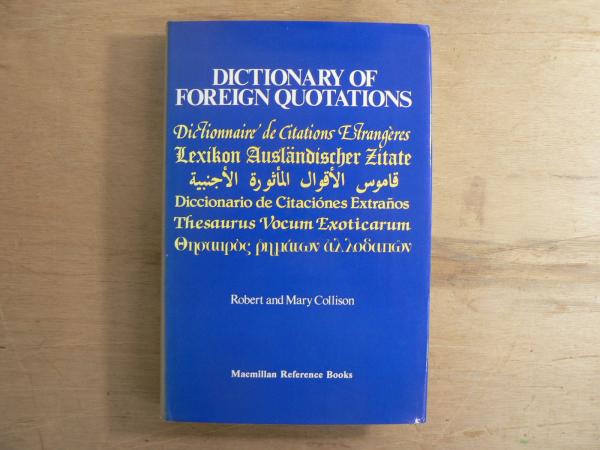 DICTIONARY OF
FOREIGN QUOTATIONS
Dictionnaire de Citations Etrangères
Lexikon Ausländischer Zitate
قاموس الأقوال المأثورة الأجنبية
Diccionario de Citaciónes Extraños
Thesaurus Vocum Exoticarum
Θησαυρὸς ῥημάτων ἀλλοδαπῶν
Robert and Mary Collison
Macmillan Reference Books